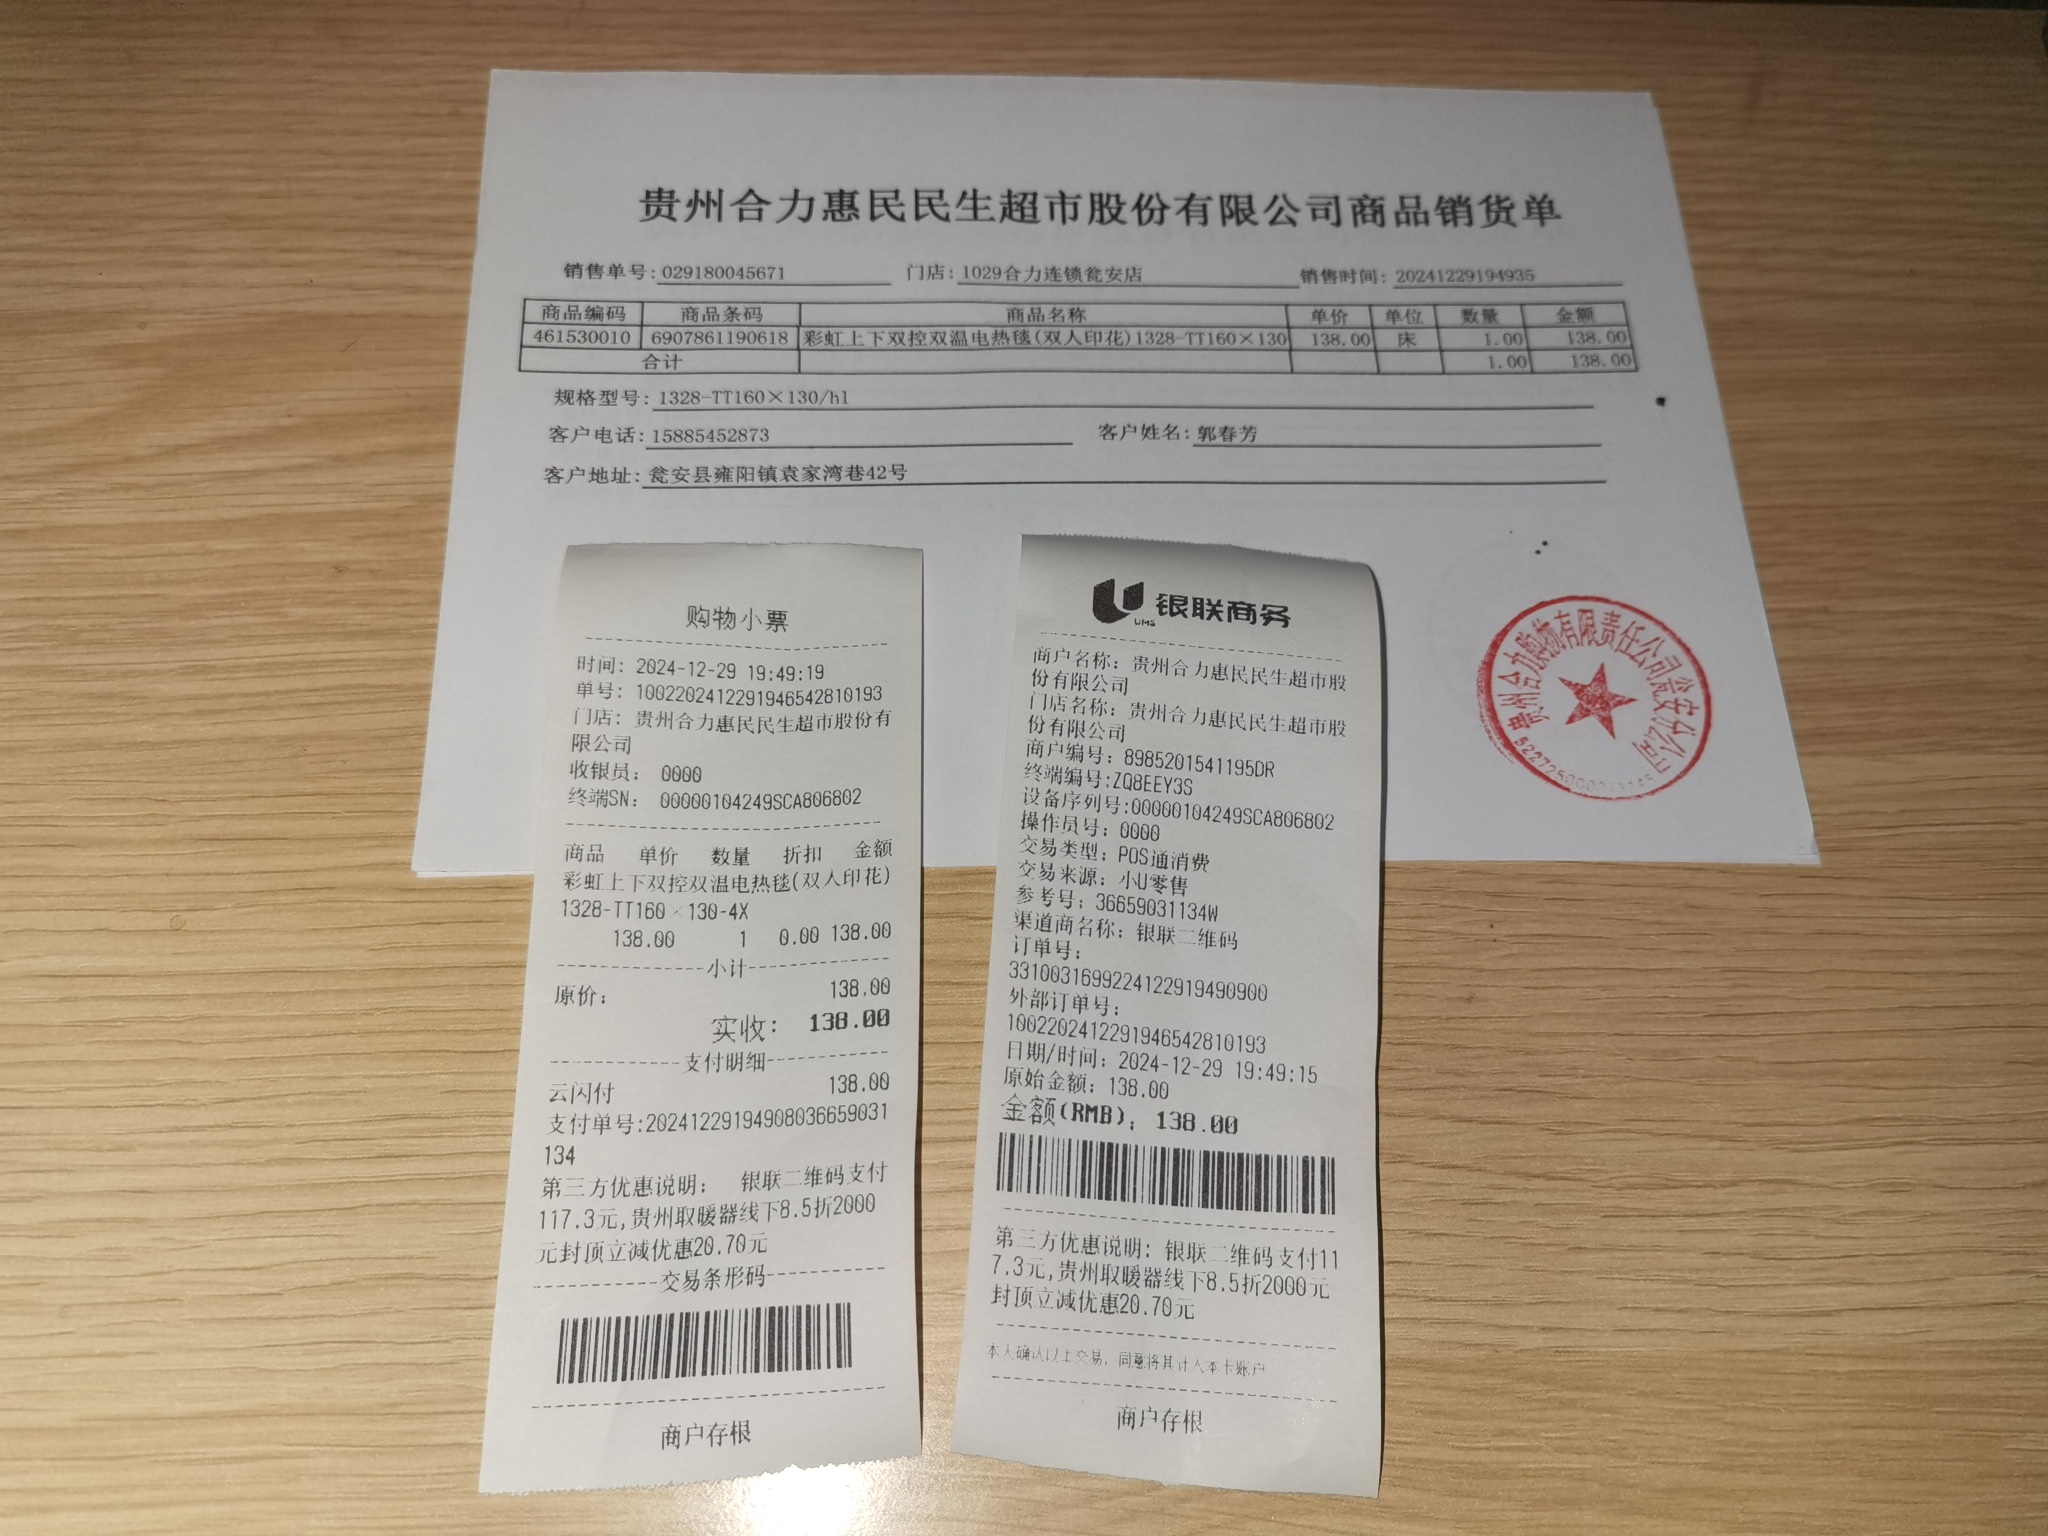 贵州合力惠民民生超市股份有限公司商品销货单
销售单号: 029180045671 门店: 1029合力连锁瓮安店 销售时间: 20241229194935
商品编码 商品条码 商品名称 单价 单位 数量 金额
461530010 6907861190618 彩虹上下双控双温电热毯(双人印花)1328-TT160×130 138.00 床 1.00 138.00
合计 1.00 138.00
规格型号: 1328-TT160×130/h1
客户电话: 15885452873 客户姓名: 郭春芳
客户地址: 瓮安县雍阳镇袁家湾巷42号
贵州合力购物有限责任公司瓮安分公司
购物小票
时间: 2024-12-29 19:49:19
单号: 1002202412291946542810193
门店: 贵州合力惠民民生超市股份有
限公司
收银员: 0000
终端SN: 00000104249SCA806802
商品 单价 数量 折扣 金额
彩虹上下双控双温电热毯(双人印花)
1328-TT160×130-4X
138.00 1 0.00 138.00
小计
原价: 138.00
实收: 138.00
支付明细
云闪付 138.00
支付单号:20241229194908036659031
134
第三方优惠说明: 银联二维码支付
117.3元,贵州取暖器线下8.5折2000
元封顶立减优惠20.70元
交易条形码
商户存根
UMS 银联商务
商户名称: 贵州合力惠民民生超市股
份有限公司
门店名称: 贵州合力惠民民生超市股
份有限公司
商户编号: 8985201541195DR
终端编号:ZQ8EEY3S
设备序列号:00000104249SCA806802
操作员号: 0000
交易类型: POS通消费
交易来源: 小U零售
参考号: 36659031134W
渠道商名称: 银联二维码
订单号:
3310031699224122919490900
外部订单号:
1002202412291946542810193
日期/时间: 2024-12-29 19:49:15
原始金额: 138.00
金额(RMB): 138.00
第三方优惠说明: 银联二维码支付11
7.3元,贵州取暖器线下8.5折2000元
封顶立减优惠20.70元
本人确认以上交易, 同意将其计入本卡账户
商户存根